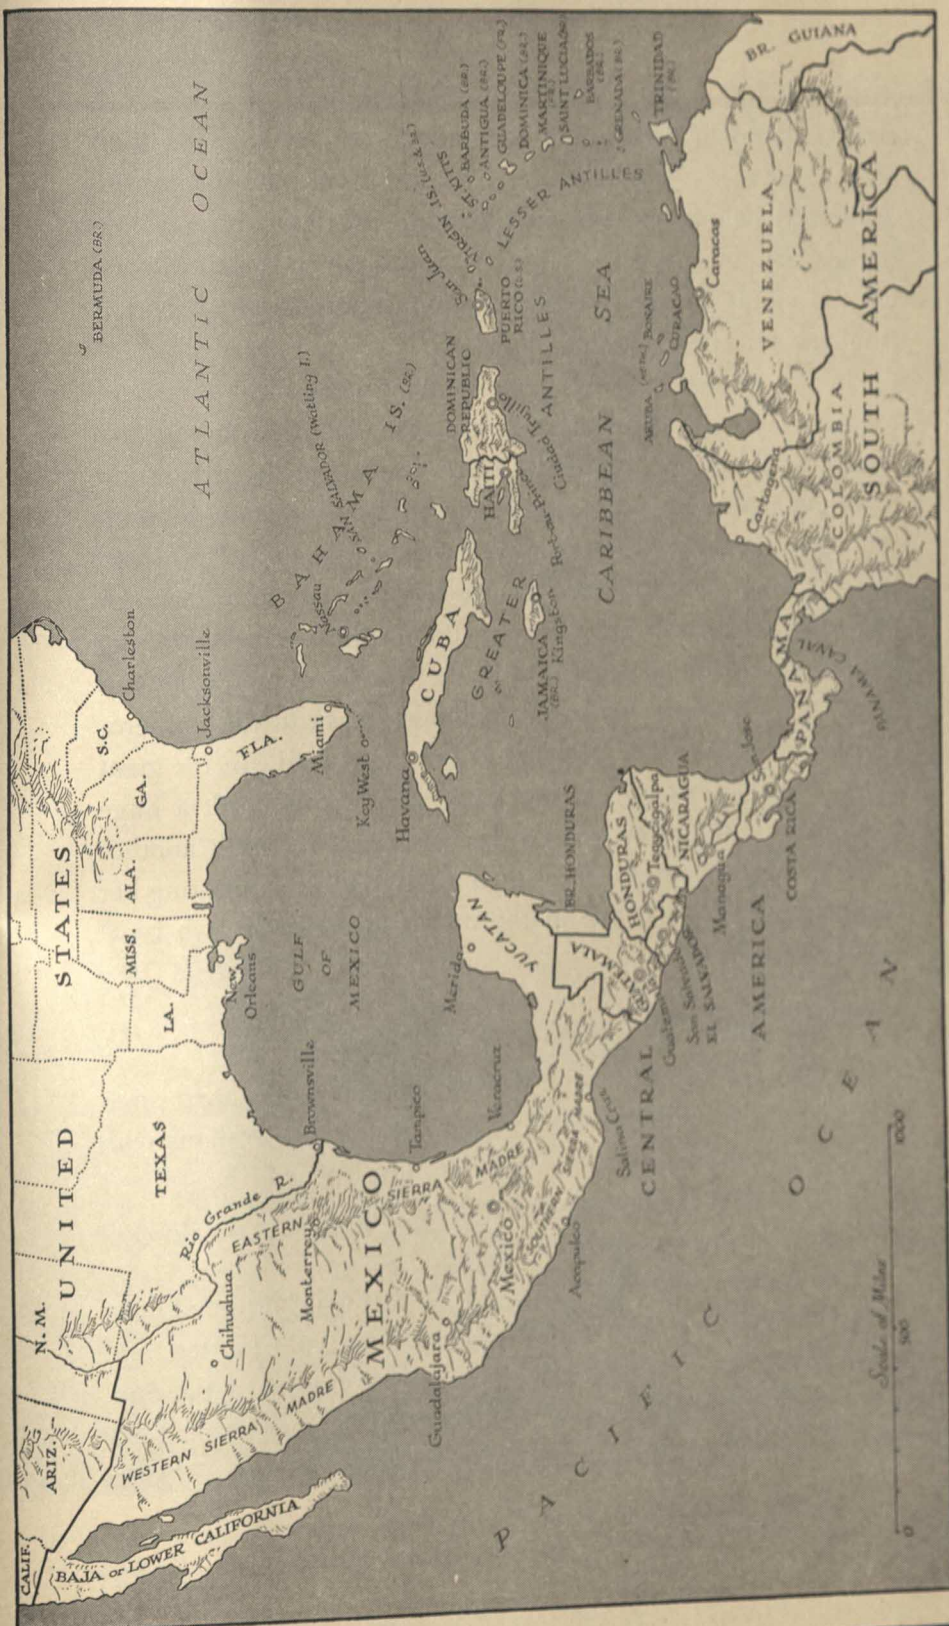 BERMUDA (BR.)
ATLANTIC OCEAN
UNITED STATES
CALIF.
ARIZ.
N. M.
TEXAS
LA.
MISS.
ALA.
GA.
S.C.
FLA.
Charleston
Jacksonville
Miami
Key West
New
Orleans
Brownsville
Rio Grande R.
GULF
OF
MEXICO
BAJA or LOWER CALIFORNIA
WESTERN SIERRA MADRE
EASTERN SIERRA MADRE
SOUTHERN SIERRA MADRE
MEXICO
Chihuahua
Monterrey
Guadalajara
Mexico
Tampico
Veracruz
Acapulco
Salina Cruz
Merida
YUCATAN
BR. HONDURAS
GUATEMALA
Guatemala
San Salvador
EL SALVADOR
HONDURAS
Tegucigalpa
NICARAGUA
Managua
COSTA RICA
San Jose
PANAMA
PANAMA CANAL
CENTRAL AMERICA
BAHAMA IS. (BR.)
Nassau
SAN SALVADOR (Watling I.)
Havana
CUBA
GREATER ANTILLES
JAMAICA
(BR.)
Kingston
HAITI
Port-au-Prince
DOMINICAN
REPUBLIC
Ciudad Trujillo
PUERTO
RICO (U.S.)
San Juan
VIRGIN IS. (U.S. & BR.)
ST. KITTS
BARBUDA (BR.)
ANTIGUA (BR.)
GUADELOUPE (FR.)
DOMINICA (BR.)
MARTINIQUE
(FR.)
SAINT LUCIA (BR.)
BARBADOS
(BR.)
GRENADA (BR.)
TRINIDAD
(BR.)
LESSER ANTILLES
CARIBBEAN SEA
ARUBA
BONAIRE
CURACAO
Caracas
Cartagena
VENEZUELA
COLOMBIA
BR. GUIANA
SOUTH AMERICA
PACIFIC OCEAN
Scale of Miles
0 500 1000